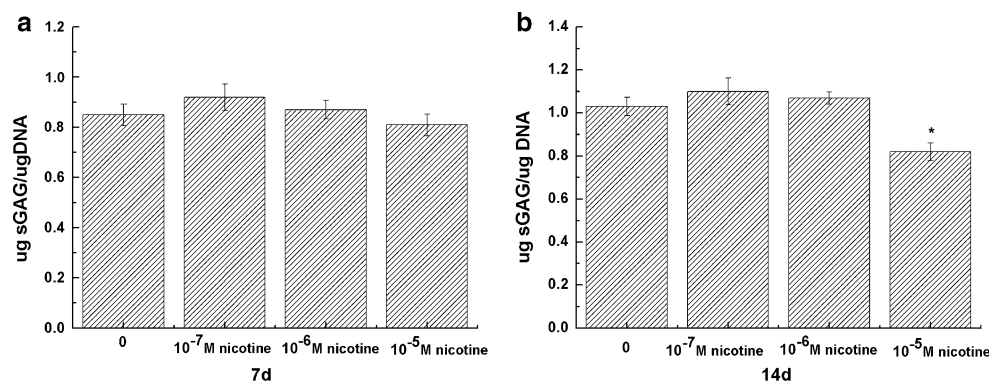 a
1.2
1.0
0.8
0.6
0.4
0.2
0.0
ug sGAG/ugDNA
0
10⁻⁷M nicotine
10⁻⁶M nicotine
10⁻⁵M nicotine
7d
b
1.4
1.2
1.0
0.8
0.6
0.4
0.2
0.0
ug sGAG/ug DNA
*
0
10⁻⁷M nicotine
10⁻⁶M nicotine
10⁻⁵M nicotine
14d